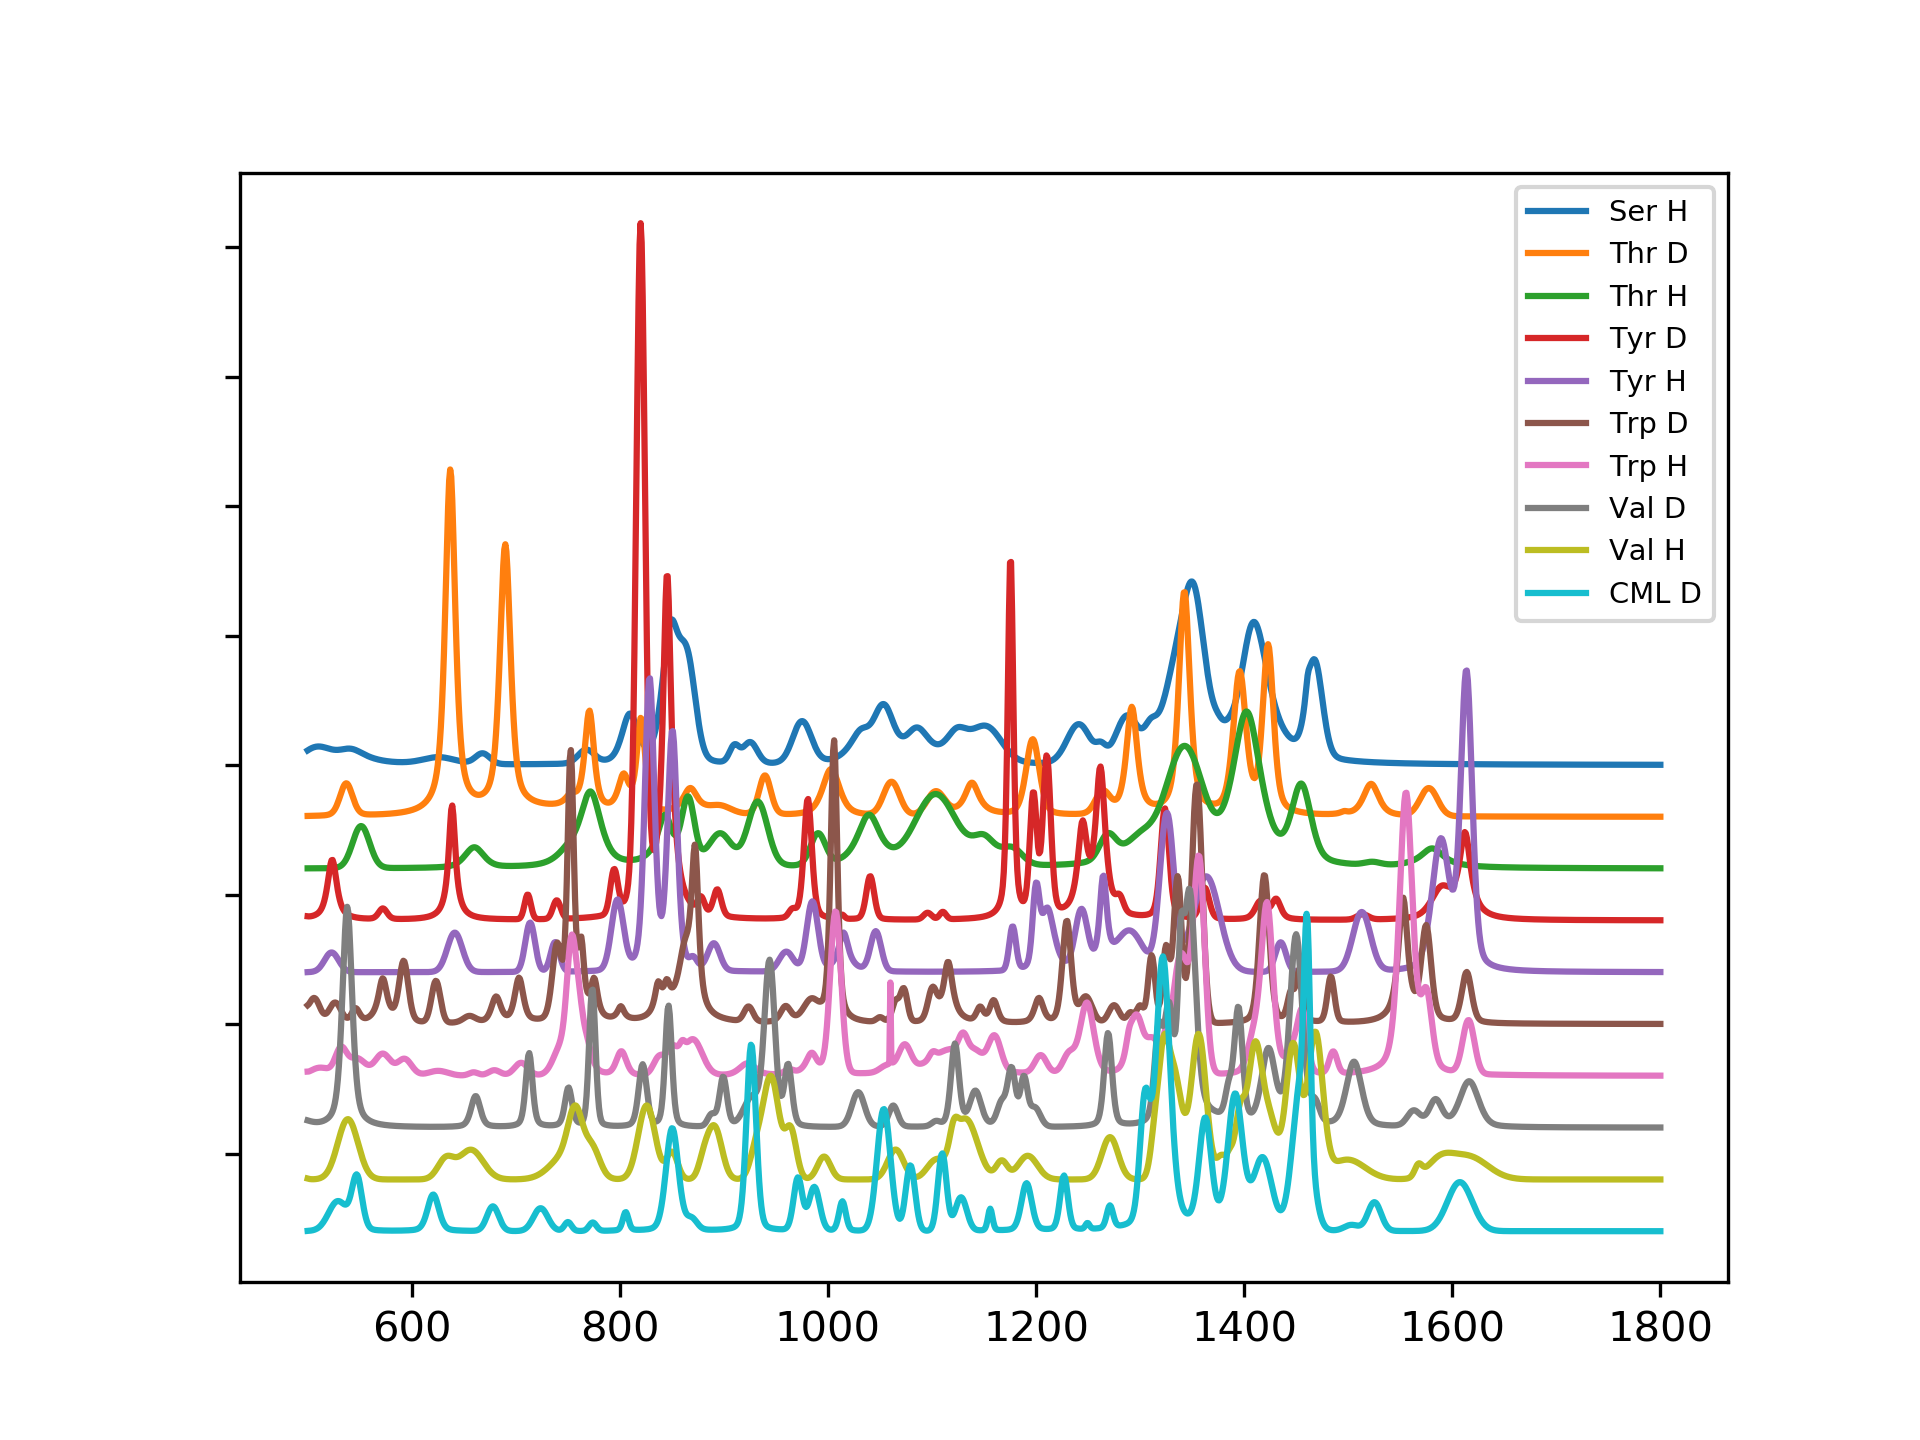 Ser H
Thr D
Thr H
Tyr D
Tyr H
Trp D
Trp H
Val D
Val H
CML D
600 800 1000 1200 1400 1600 1800